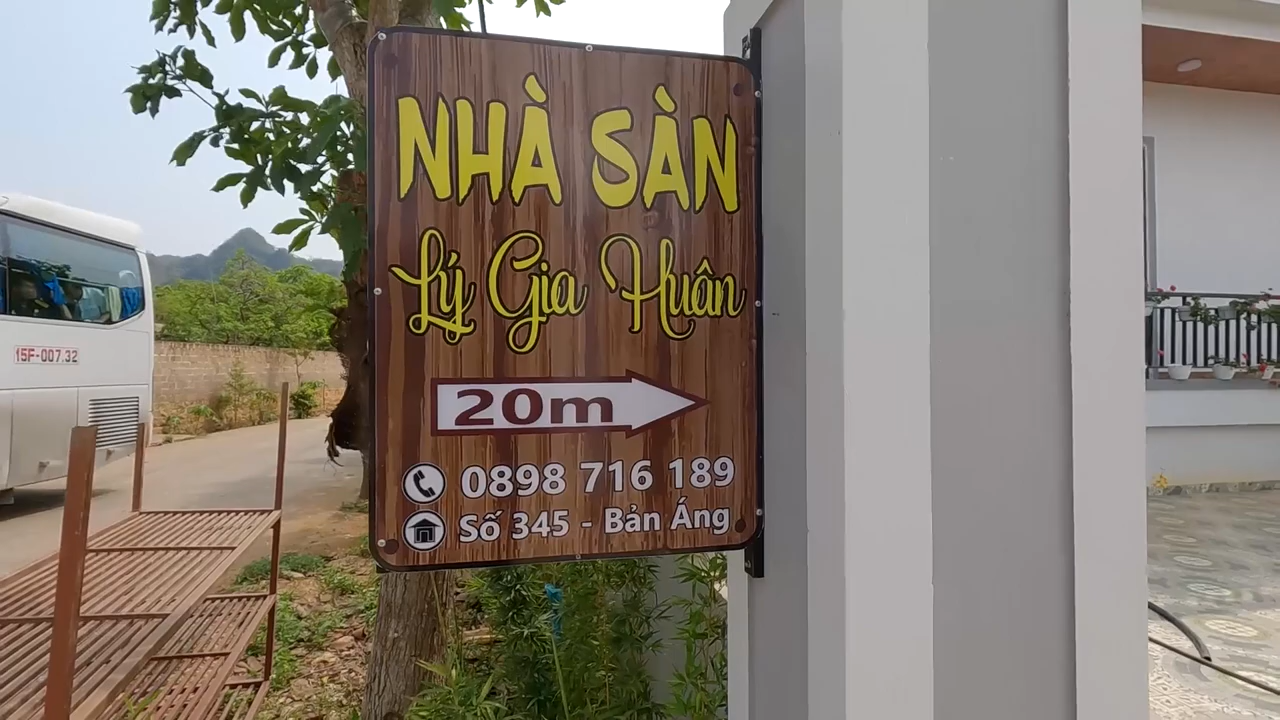 NHÀ SÀN
Lý Gia Huân
20m
0898 716 189
Số 345 - Bản Áng
15F-007.32